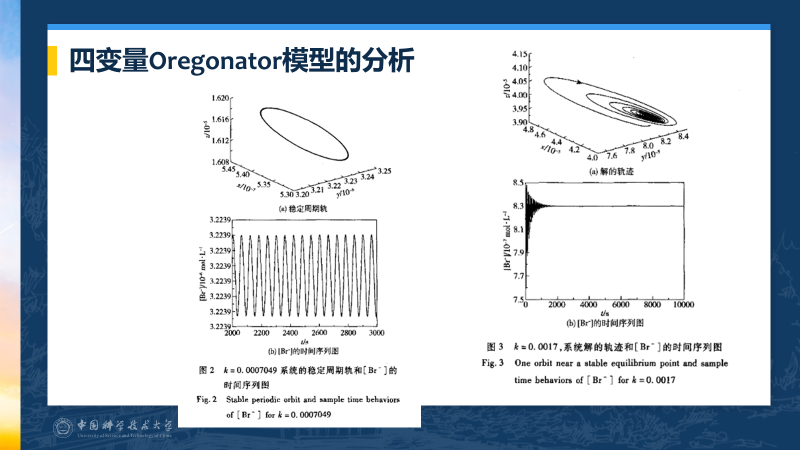 四变量Oregonator模型的分析
1.620
1.616
1.612
1.608
z/10⁻⁵
5.45
5.40
5.35
5.30
x/10⁻⁷
3.20
3.21
3.22
3.23
3.24
3.25
y/10⁻⁶
(a) 稳定周期轨
3.2239
3.2239
3.2239
3.2239
3.2239
3.2239
3.2239
3.2239
[Br⁻]/10⁻⁶ mol·L⁻¹
2000 2200 2400 2600 2800 3000
t/s
(b) [Br⁻]的时间序列图
图 2 k = 0.0007049 系统的稳定周期轨和[Br⁻]的
时间序列图
Fig. 2 Stable periodic orbit and sample time behaviors
of [Br⁻] for k = 0.0007049
4.15
4.10
4.05
4.00
3.95
3.90
4.8
4.6
4.4
4.2
4.0
7.6
7.8
8.0
8.2
8.4
(a) 解的轨迹
8.5
8.3
8.1
7.9
7.7
7.5
[Br⁻]/10⁻⁷ mol·L⁻¹
0 2000 4000 6000 8000 10000
t/s
(b) [Br⁻]的时间序列图
图 3 k = 0.0017,系统解的轨迹和[Br⁻]的时间序列图
Fig. 3 One orbit near a stable equilibrium point and sample
time behaviors of [Br⁻] for k = 0.0017
中国科学技术大学
University of Science and Technology of China